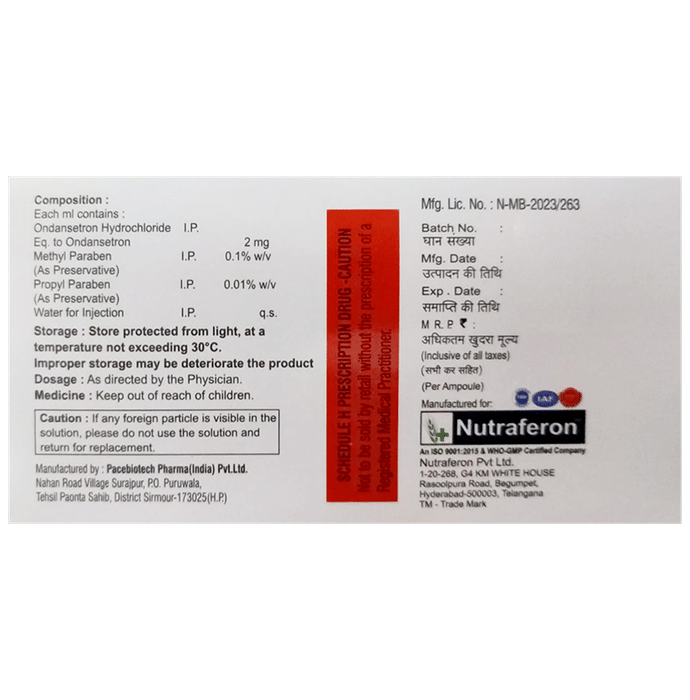 Composition :
Each ml contains :
Ondansetron Hydrochloride I.P.
Eq. to Ondansetron 2 mg
Methyl Paraben I.P. 0.1% w/v
(As Preservative)
Propyl Paraben I.P. 0.01% w/v
(As Preservative)
Water for Injection I.P. q.s.
Storage : Store protected from light, at a
temperature not exceeding 30°C.
Improper storage may be deteriorate the product
Dosage : As directed by the Physician.
Medicine : Keep out of reach of children.
Caution : If any foreign particle is visible in the
solution, please do not use the solution and
return for replacement.
Manufactured by : Pacebiotech Pharma(India) Pvt.Ltd.
Nahan Road Village Surajpur, P.O. Puruwala,
Tehsil Paonta Sahib, District Sirmour-173025(H.P.)
SCHEDULE H PRESCRIPTION DRUG -CAUTION
Not to be sold by retail without the prescription of a
Registered Medical Practitioner.
Mfg. Lic. No. : N-MB-2023/263
Batch No. :
घान सख्या
Mfg. Date :
उत्पादन की तिथि
Exp . Date :
समाप्ति की तिथि
M R.P ₹ :
अधिकतम खुदरा मूल्य
(Inclusive of all taxes)
(सभी कर सहित)
(Per Ampoule)
Manufactured for:
IAF
Nutraferon
An ISO 9001:2015 & WHO-GMP Certified Company
Nutraferon Pvt Ltd.
1-20-268, G4 KM WHITE HOUSE
Rasoolpura Road, Begumpet,
Hyderabad-500003, Telangana
TM - Trade Mark